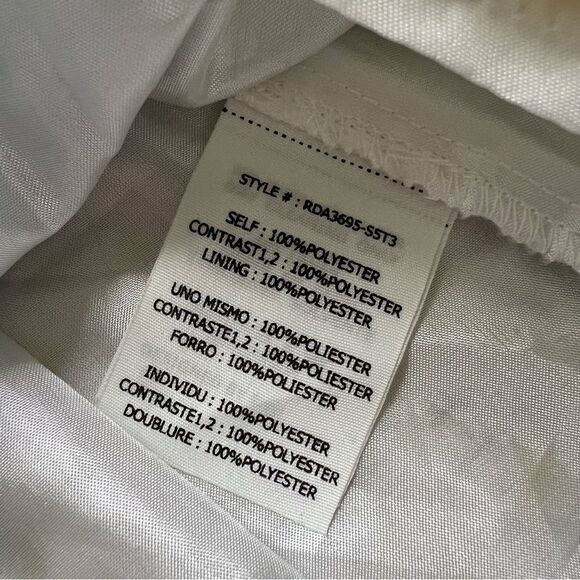 STYLE # : RDA3695-SST3
SELF : 100%POLYESTER
CONTRAST1,2 : 100%POLYESTER
LINING : 100%POLYESTER
UNO MISMO : 100%POLIESTER
CONTRASTE1,2 : 100%POLIESTER
FORRO : 100%POLIESTER
INDIVIDU : 100%POLYESTER
CONTRASTE1,2 : 100%POLYESTER
DOUBLURE : 100%POLYESTER